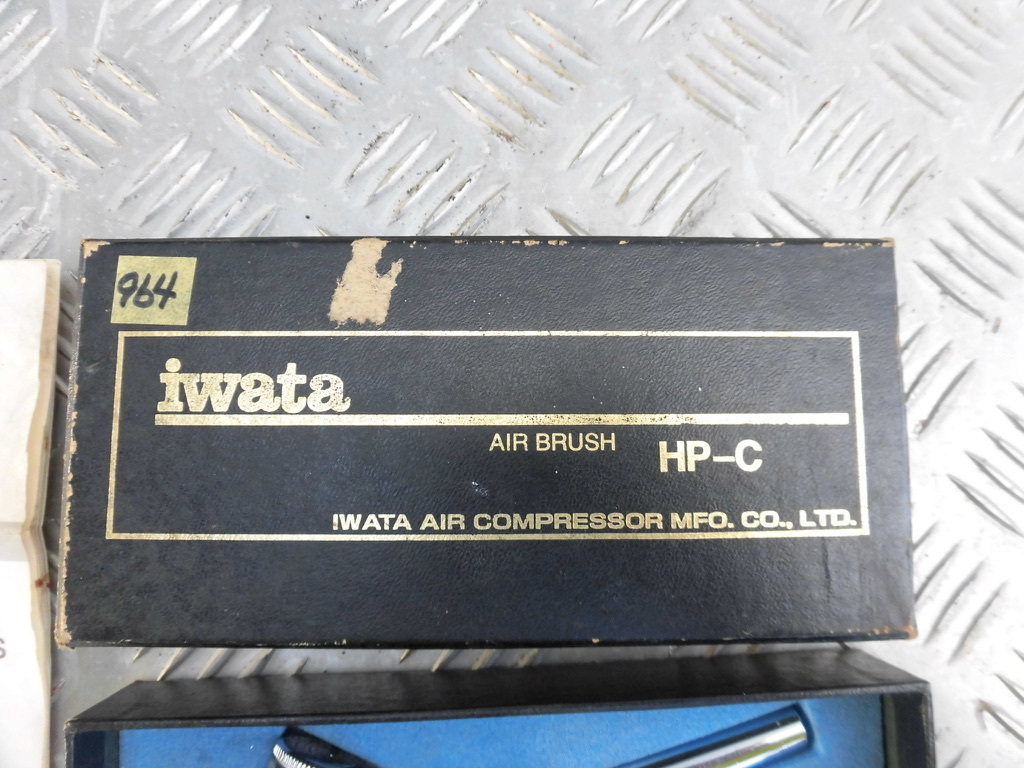 964
iwata
AIR BRUSH HP-C
IWATA AIR COMPRESSOR MFG. CO., LTD.
S